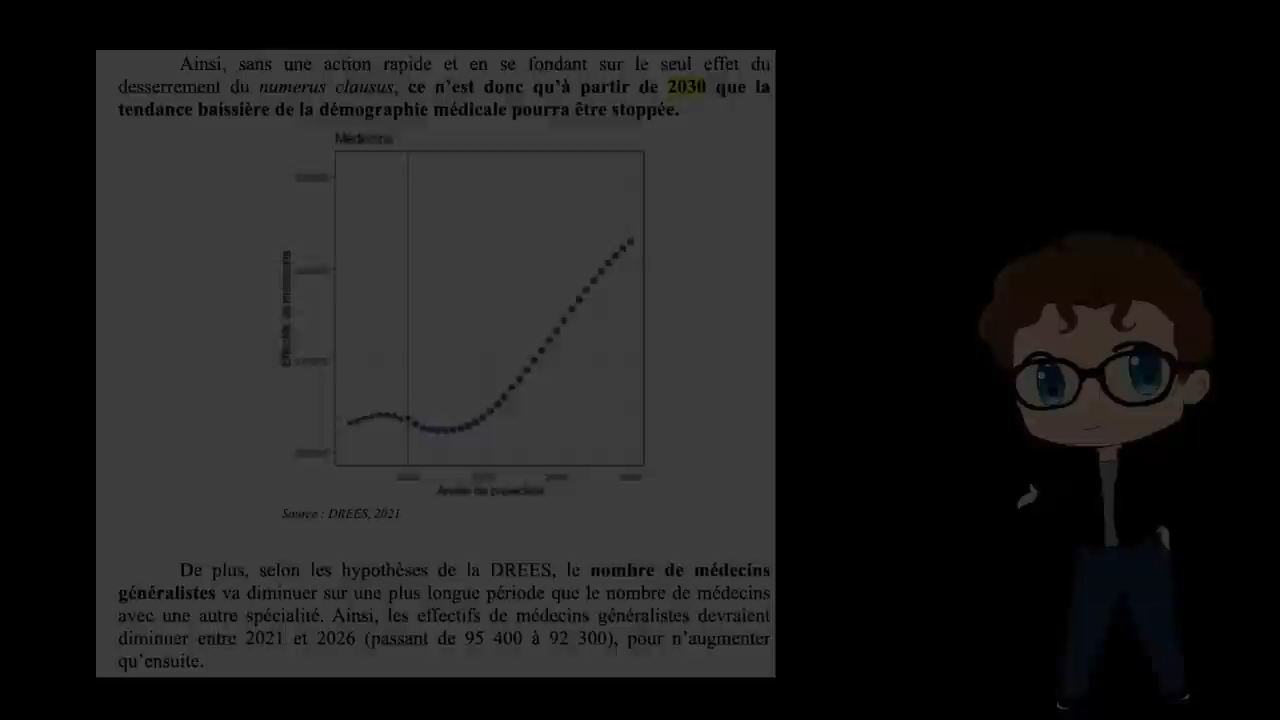 Ainsi, sans une action rapide et en se fondant sur le seul effet du
desserrement du numerus clausus, ce n'est donc qu'à partir de 2030 que la
tendance baissière de la démographie médicale pourra être stoppée.
Médecins
Effectifs de médecins
Année de projection
Source : DREES, 2021
De plus, selon les hypothèses de la DREES, le nombre de médecins
généralistes va diminuer sur une plus longue période que le nombre de médecins
avec une autre spécialité. Ainsi, les effectifs de médecins généralistes devraient
diminuer entre 2021 et 2026 (passant de 95 400 à 92 300), pour n'augmenter
qu'ensuite.